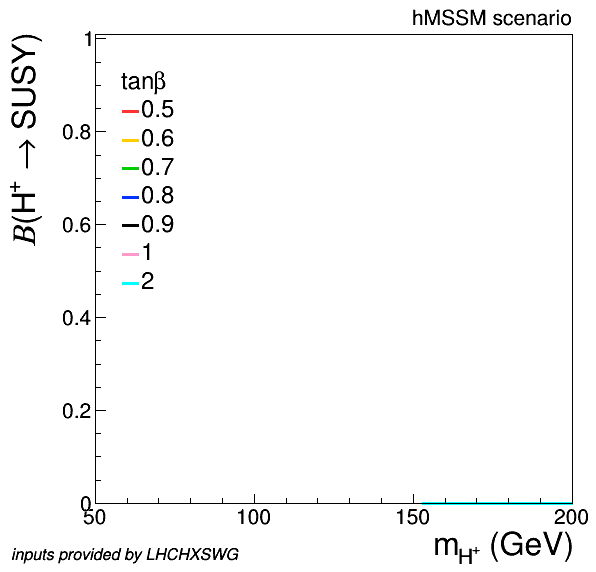 hMSSM scenario
B(H⁺ → SUSY)
1
0.8
0.6
0.4
0.2
0
tanβ
0.5
0.6
0.7
0.8
0.9
1
2
50 100 150 200
m_H⁺ (GeV)
inputs provided by LHCHXSWG